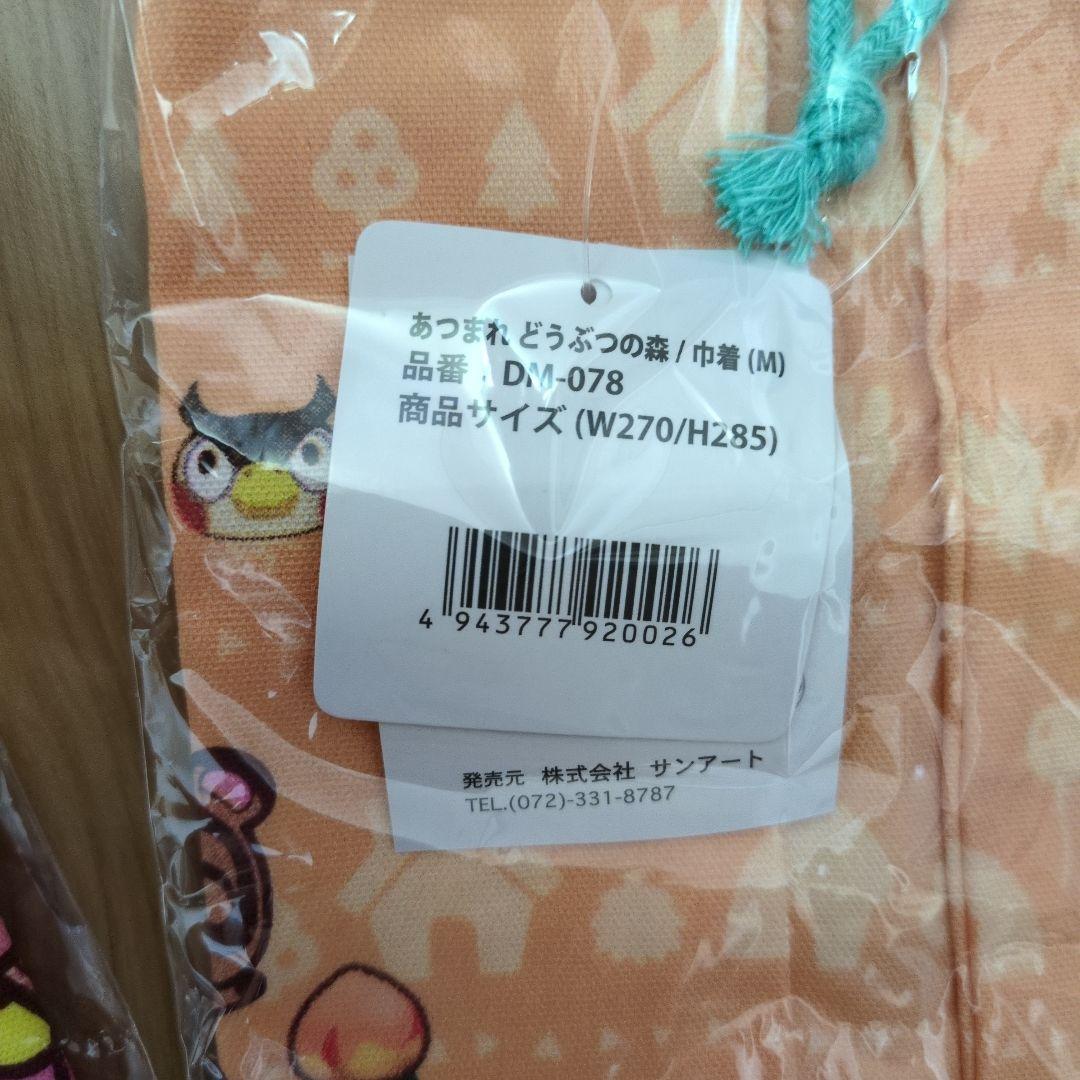 あつまれ どうぶつの森 / 巾着 (M)
品番 : DM-078
商品サイズ (W270/H285)
4 943777 920026
発売元 株式会社 サンアート
TEL.(072)-331-8787